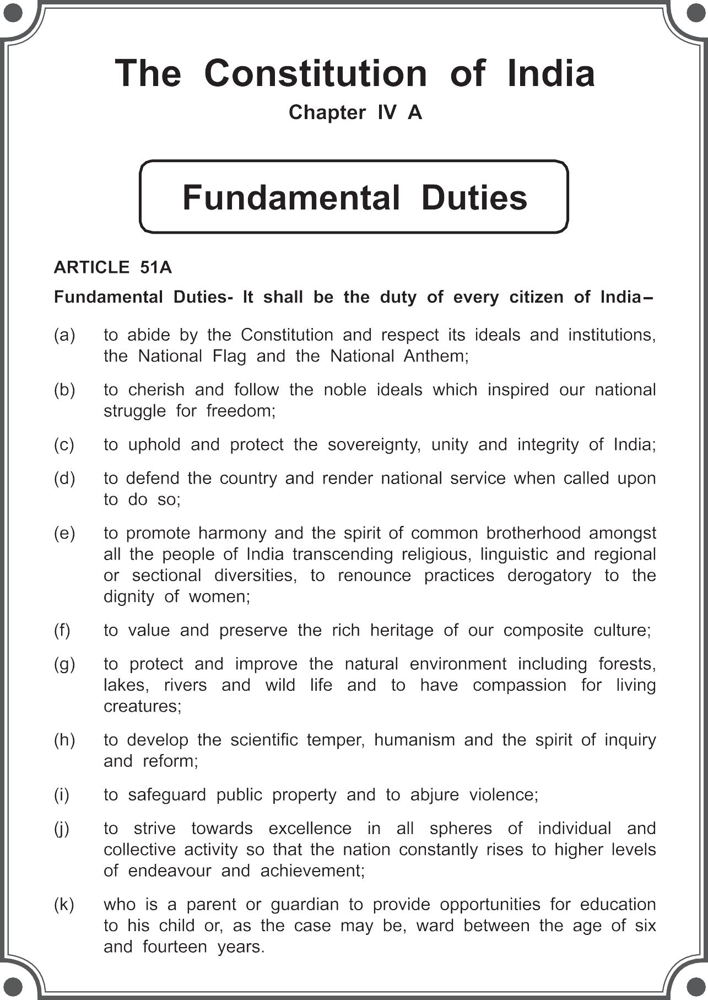 The Constitution of India
Chapter IV A
Fundamental Duties
ARTICLE 51A
Fundamental Duties- It shall be the duty of every citizen of India–
(a) to abide by the Constitution and respect its ideals and institutions,
the National Flag and the National Anthem;
(b) to cherish and follow the noble ideals which inspired our national
struggle for freedom;
(c) to uphold and protect the sovereignty, unity and integrity of India;
(d) to defend the country and render national service when called upon
to do so;
(e) to promote harmony and the spirit of common brotherhood amongst
all the people of India transcending religious, linguistic and regional
or sectional diversities, to renounce practices derogatory to the
dignity of women;
(f) to value and preserve the rich heritage of our composite culture;
(g) to protect and improve the natural environment including forests,
lakes, rivers and wild life and to have compassion for living
creatures;
(h) to develop the scientific temper, humanism and the spirit of inquiry
and reform;
(i) to safeguard public property and to abjure violence;
(j) to strive towards excellence in all spheres of individual and
collective activity so that the nation constantly rises to higher levels
of endeavour and achievement;
(k) who is a parent or guardian to provide opportunities for education
to his child or, as the case may be, ward between the age of six
and fourteen years.